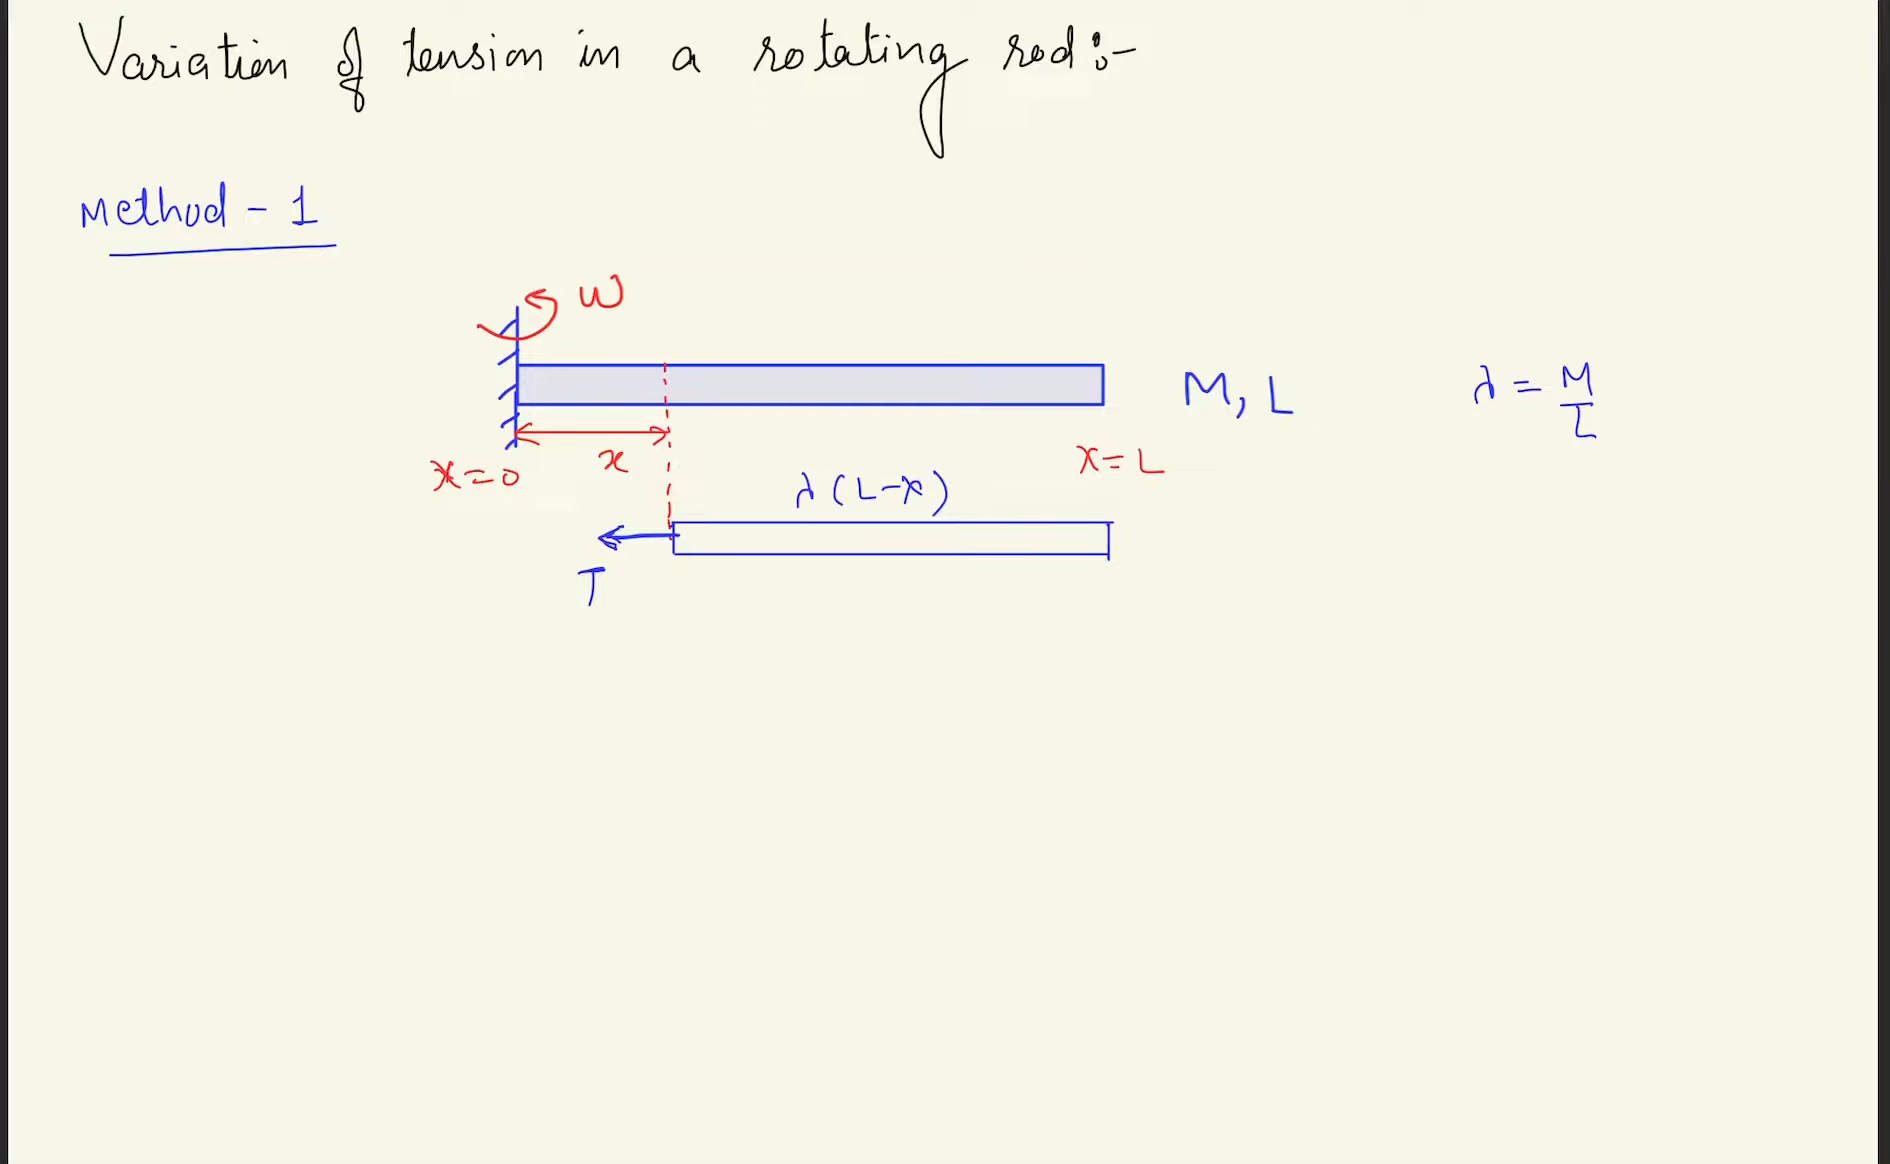 Variation of tension in a rotating rod:-
Method - 1
ω
M, L
λ = M/L
x=0
x
x=L
λ(L-x)
T